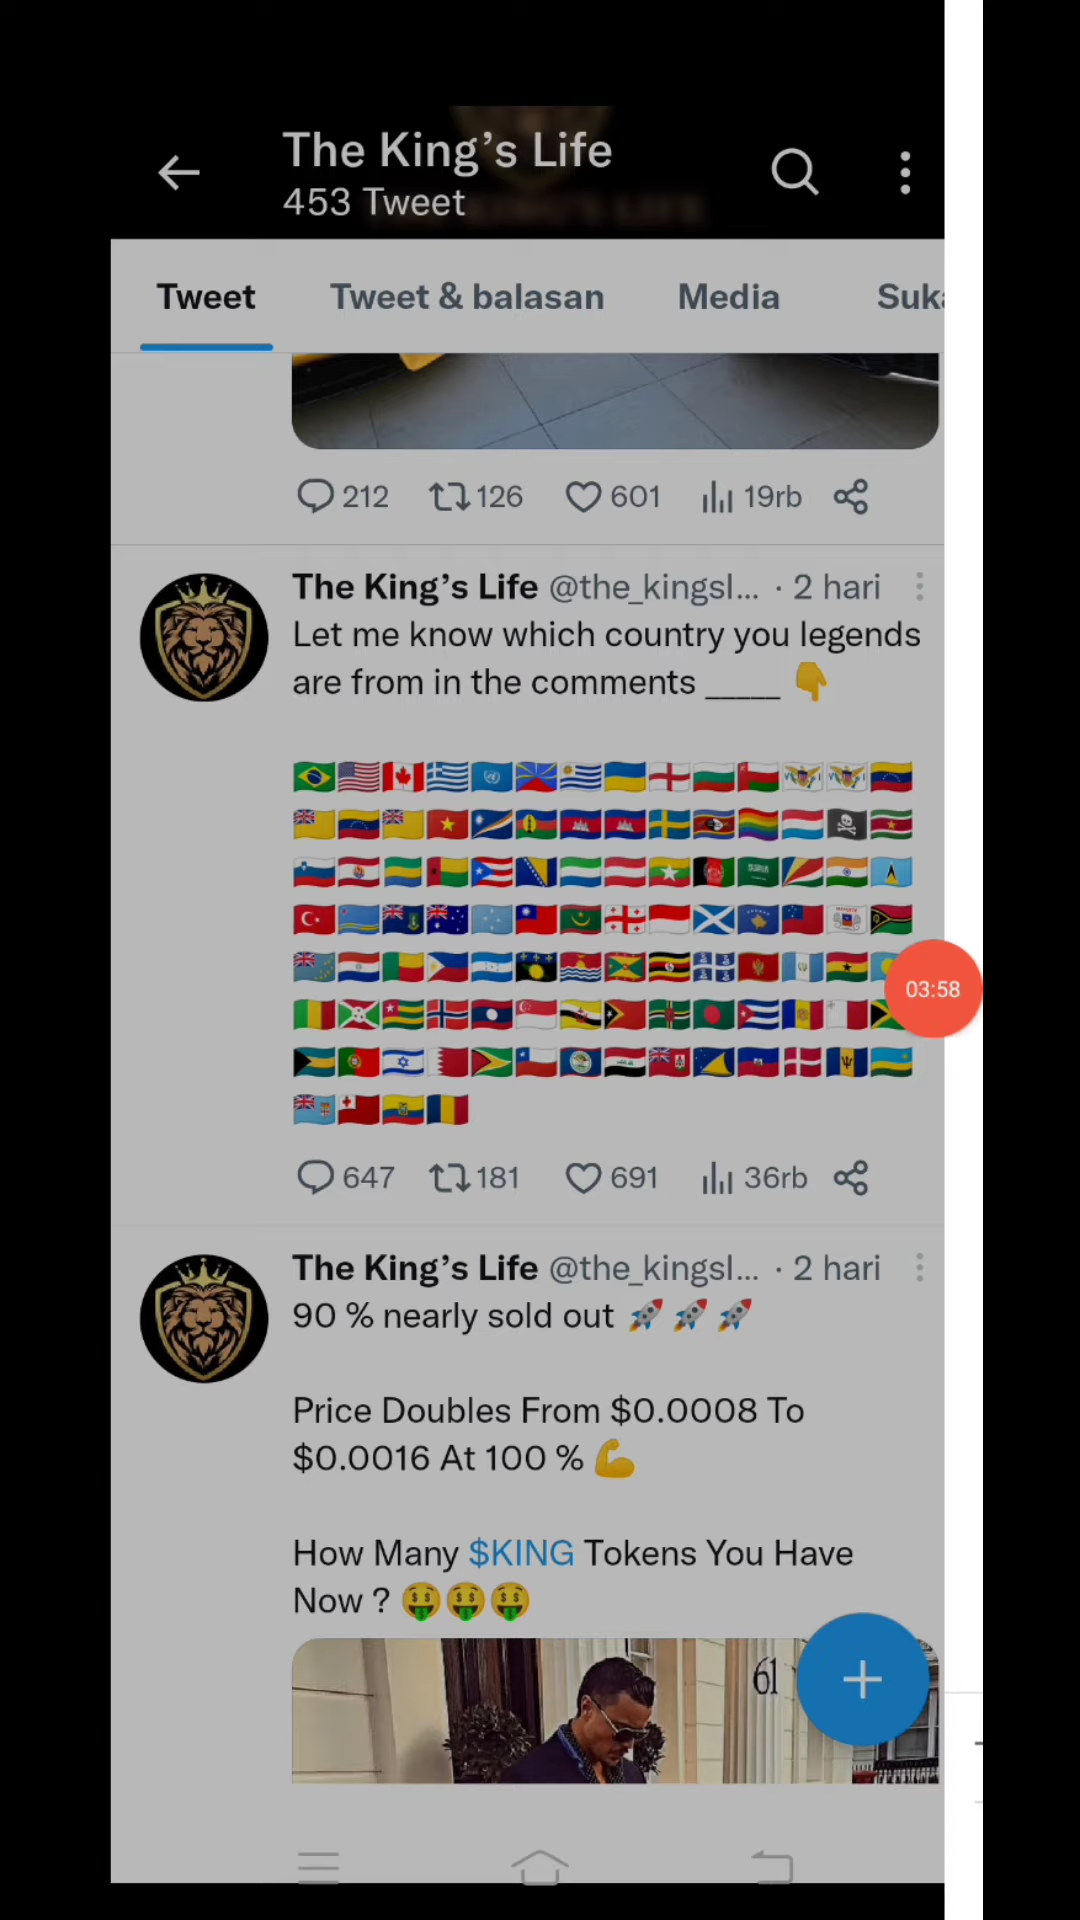 The King's Life
453 Tweet
Tweet Tweet & balasan Media Suka
212 126 601 19rb
The King's Life @the_kingsl... · 2 hari
Let me know which country you legends
are from in the comments _____ 👇
🇧🇷🇺🇸🇨🇦🇬🇷🇺🇳🇷🇪🇺🇾🇺🇦🏴󠁧󠁢󠁥󠁮󠁧󠁿🇧🇬🇴🇲🇻🇮🇻🇮🇻🇪
03:58
647 181 691 36rb
The King's Life @the_kingsl... · 2 hari
90 % nearly sold out 🚀🚀🚀
Price Doubles From $0.0008 To
$0.0016 At 100 % 💪
How Many $KING Tokens You Have
Now ? 🤑🤑🤑
61